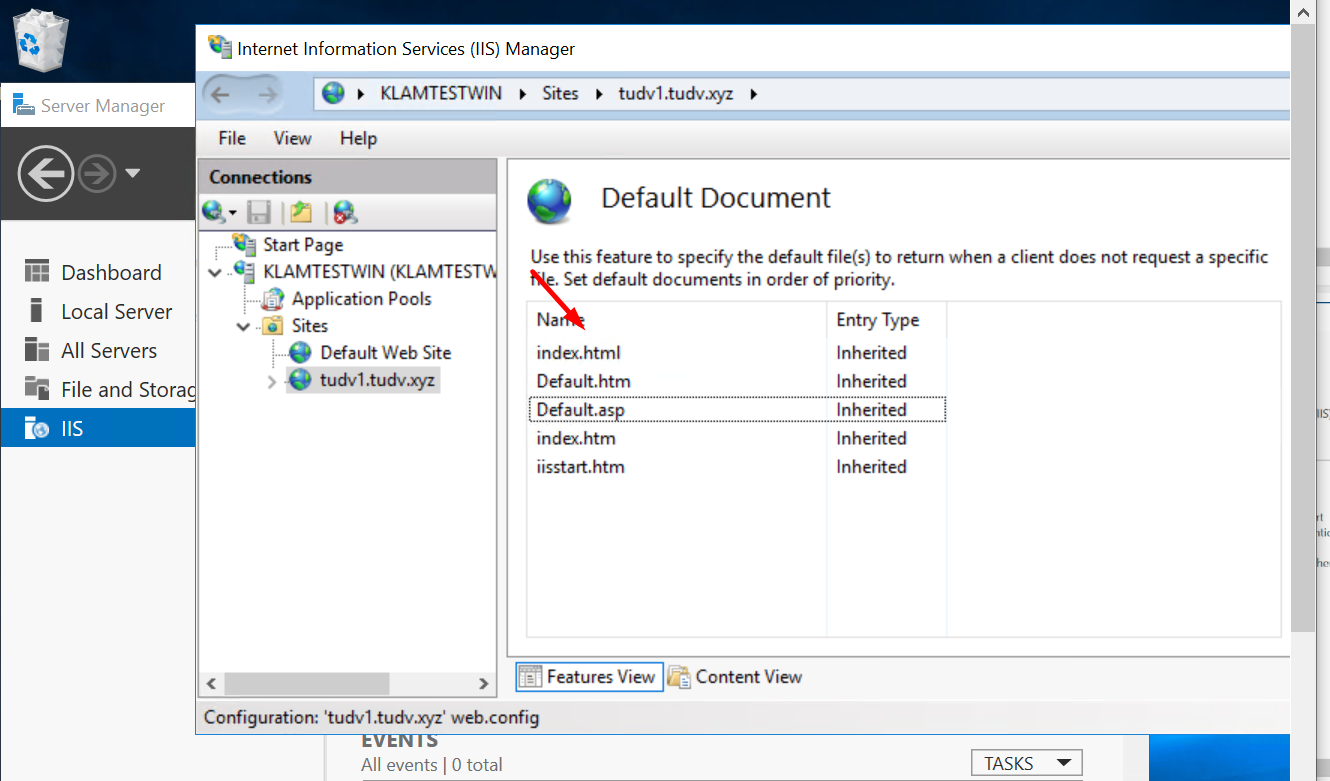 Internet Information Services (IIS) Manager
Server Manager
KLAMTESTWIN
Sites
tudv1.tudv.xyz
File
View
Help
Connections
Start Page
KLAMTESTWIN (KLAMTESTW
Application Pools
Sites
Default Web Site
tudv1.tudv.xyz
Dashboard
Local Server
All Servers
File and Storag
IIS
Default Document
Use this feature to specify the default file(s) to return when a client does not request a specific
file. Set default documents in order of priority.
Name
Entry Type
index.html
Inherited
Default.htm
Inherited
Default.asp
Inherited
index.htm
Inherited
iisstart.htm
Inherited
Features View
Content View
Configuration: 'tudv1.tudv.xyz' web.config
EVENTS
All events | 0 total
TASKS